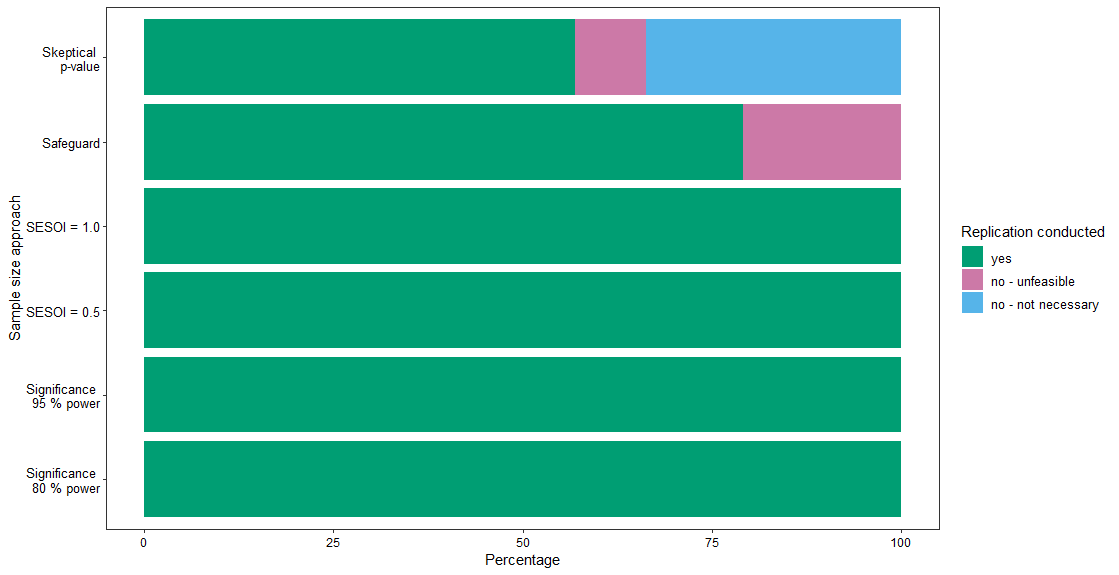 Skeptical
p-value
Safeguard
SESOI = 1.0
SESOI = 0.5
Significance
95 % power
Significance
80 % power
Sample size approach
0 25 50 75 100
Percentage
Replication conducted
yes
no - unfeasible
no - not necessary